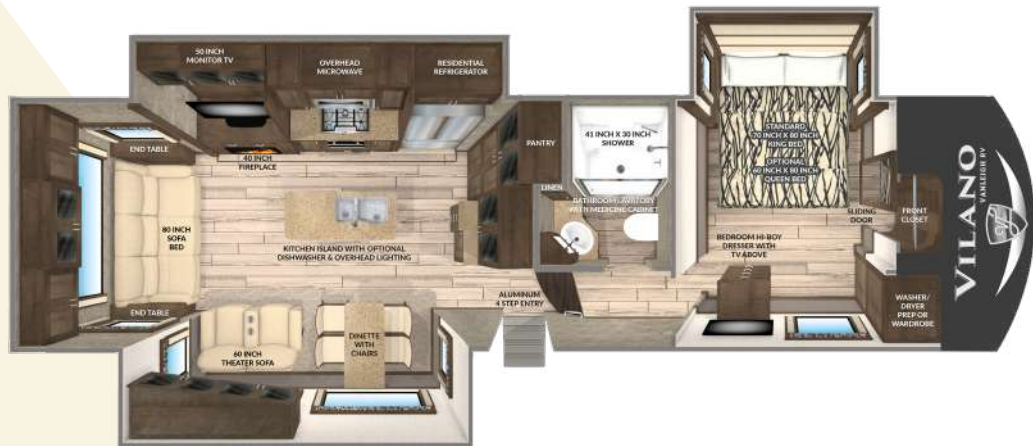 50 INCH
MONITOR TV
OVERHEAD
MICROWAVE
RESIDENTIAL
REFRIGERATOR
END TABLE
40 INCH
FIREPLACE
80 INCH
SOFA
BED
KITCHEN ISLAND WITH OPTIONAL
DISHWASHER & OVERHEAD LIGHTING
END TABLE
60 INCH
THEATER SOFA
DINETTE
WITH
CHAIRS
PANTRY
41 INCH X 30 INCH
SHOWER
LINEN
BATHROOM LAVATORY
WITH MEDICINE CABINET
ALUMINUM
4 STEP ENTRY
STANDARD
70 INCH X 80 INCH
KING BED
OPTIONAL
60 INCH X 80 INCH
QUEEN BED
SLIDING
DOOR
FRONT
CLOSET
BEDROOM HI-BOY
DRESSER WITH
TV ABOVE
WASHER/
DRYER
PREP OR
WARDROBE
VILANO
VANLEIGH RV